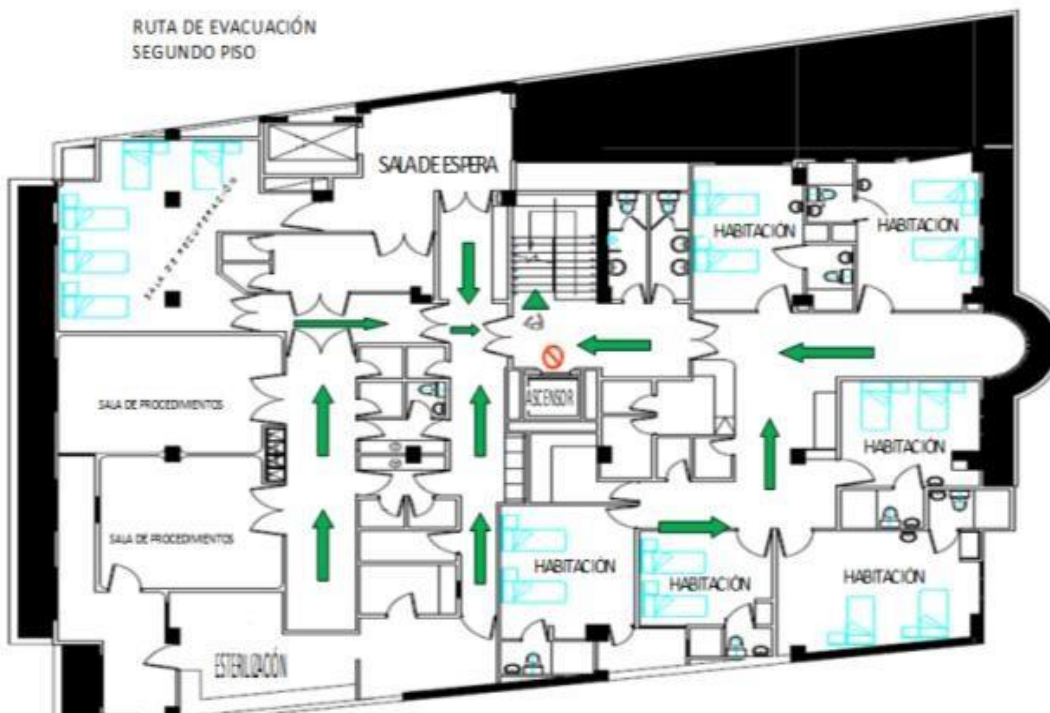 RUTA DE EVACUACIÓN
SEGUNDO PISO
SALA DE ESPERA
SALA DE RECUPERACIÓN
HABITACIÓN
HABITACIÓN
ASCENSOR
SALA DE PROCEDIMIENTOS
HABITACIÓN
SALA DE PROCEDIMIENTOS
HABITACIÓN
HABITACIÓN
HABITACIÓN
ESTERILIZACIÓN